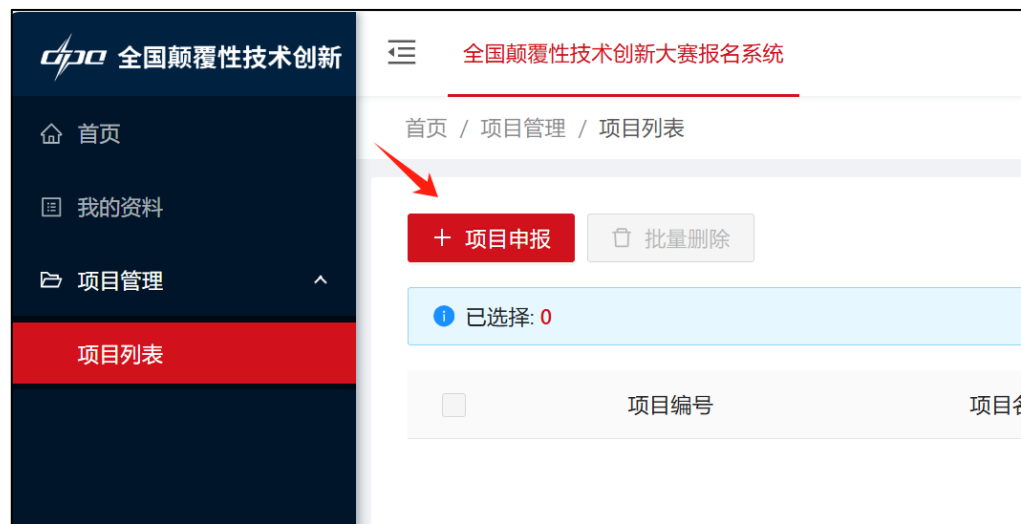 全国颠覆性技术创新
全国颠覆性技术创新大赛报名系统
首页
首页 / 项目管理 / 项目列表
我的资料
项目申报
批量删除
项目管理
已选择: 0
项目列表
项目编号
项目